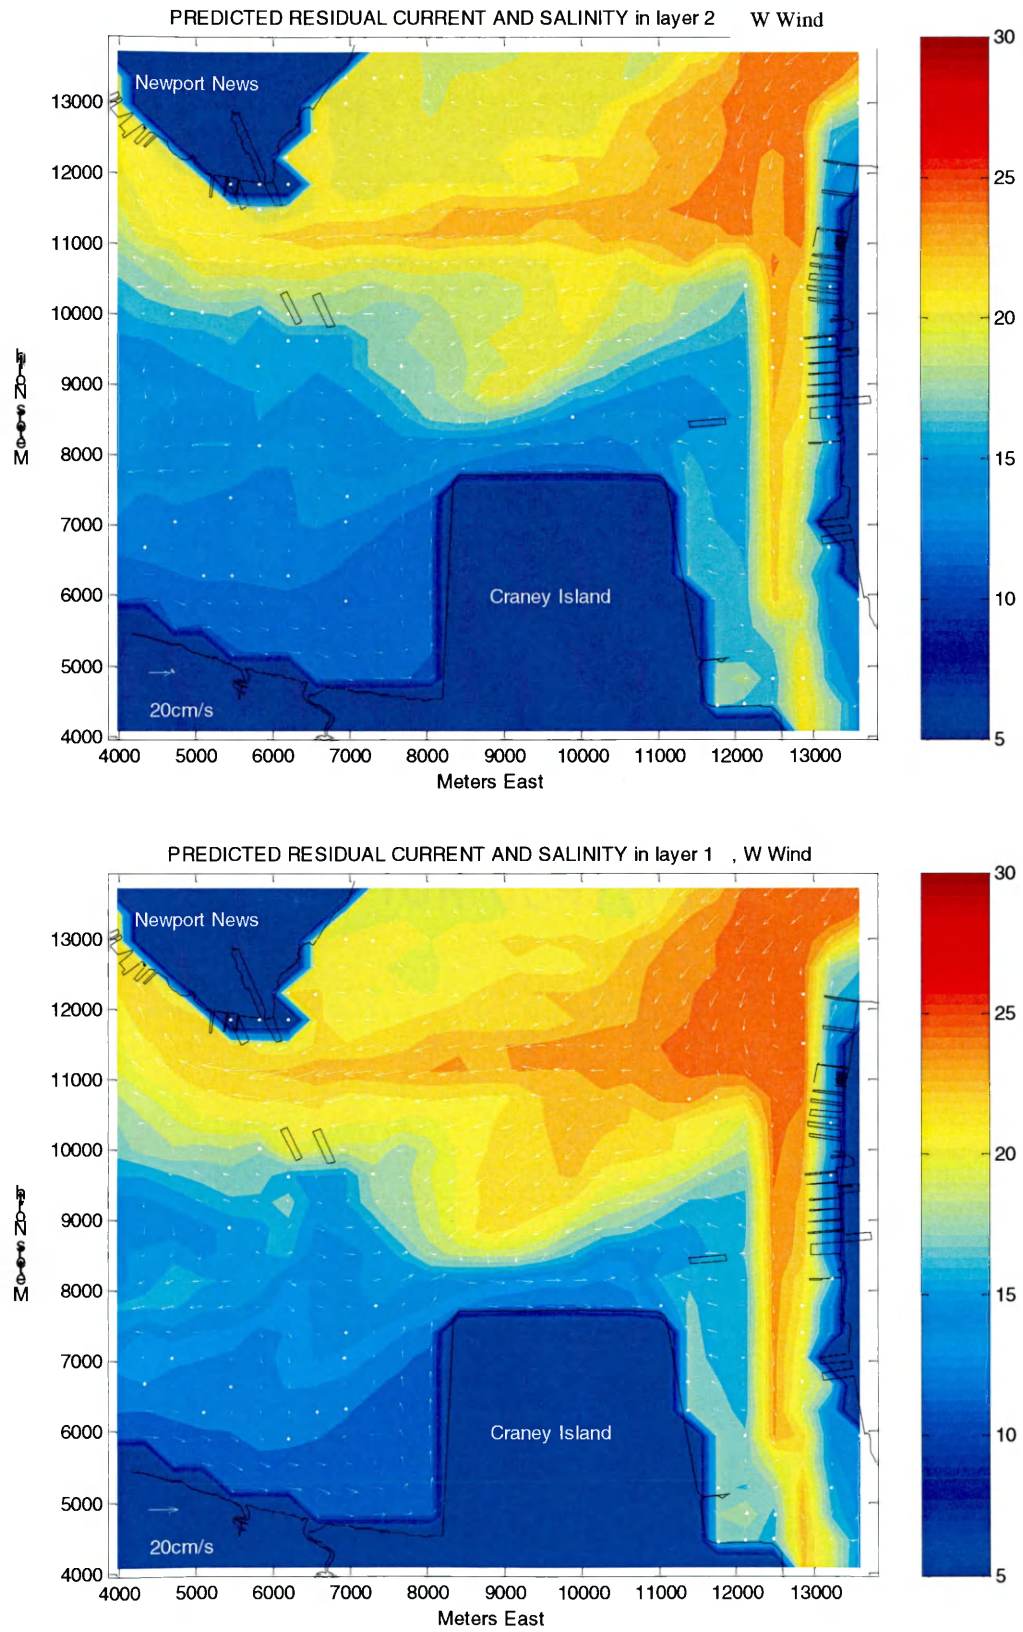 PREDICTED RESIDUAL CURRENT AND SALINITY in layer 2 W Wind
Newport News
Craney Island
20cm/s
13000
12000
11000
10000
9000
8000
7000
6000
5000
4000
Meters North
4000 5000 6000 7000 8000 9000 10000 11000 12000 13000
Meters East
30
25
20
15
10
5
PREDICTED RESIDUAL CURRENT AND SALINITY in layer 1 , W Wind
Newport News
Craney Island
20cm/s
13000
12000
11000
10000
9000
8000
7000
6000
5000
4000
Meters North
4000 5000 6000 7000 8000 9000 10000 11000 12000 13000
Meters East
30
25
20
15
10
5